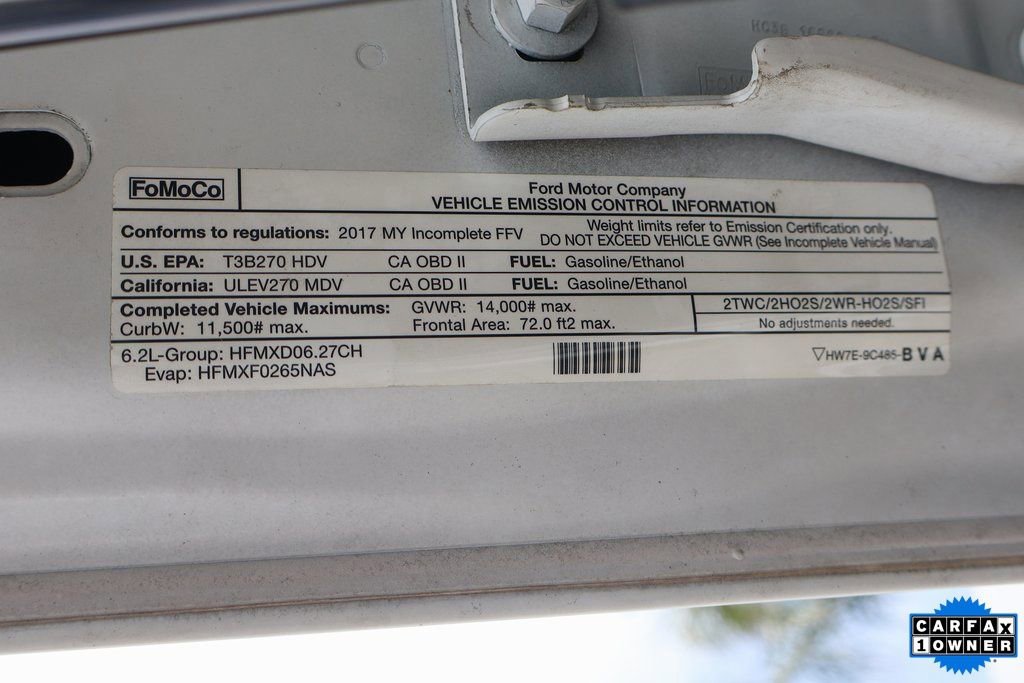 FoMoCo
Ford Motor Company
VEHICLE EMISSION CONTROL INFORMATION
Conforms to regulations: 2017 MY Incomplete FFV
Weight limits refer to Emission Certification only.
DO NOT EXCEED VEHICLE GVWR (See Incomplete Vehicle Manual)
U.S. EPA: T3B270 HDV CA OBD II FUEL: Gasoline/Ethanol
California: ULEV270 MDV CA OBD II FUEL: Gasoline/Ethanol
Completed Vehicle Maximums: GVWR: 14,000# max.
CurbW: 11,500# max. Frontal Area: 72.0 ft2 max.
2TWC/2HO2S/2WR-HO2S/SFI
No adjustments needed.
6.2L-Group: HFMXD06.27CH
Evap: HFMXF0265NAS
HW7E-9C485-BVA
CARFAX
1 OWNER